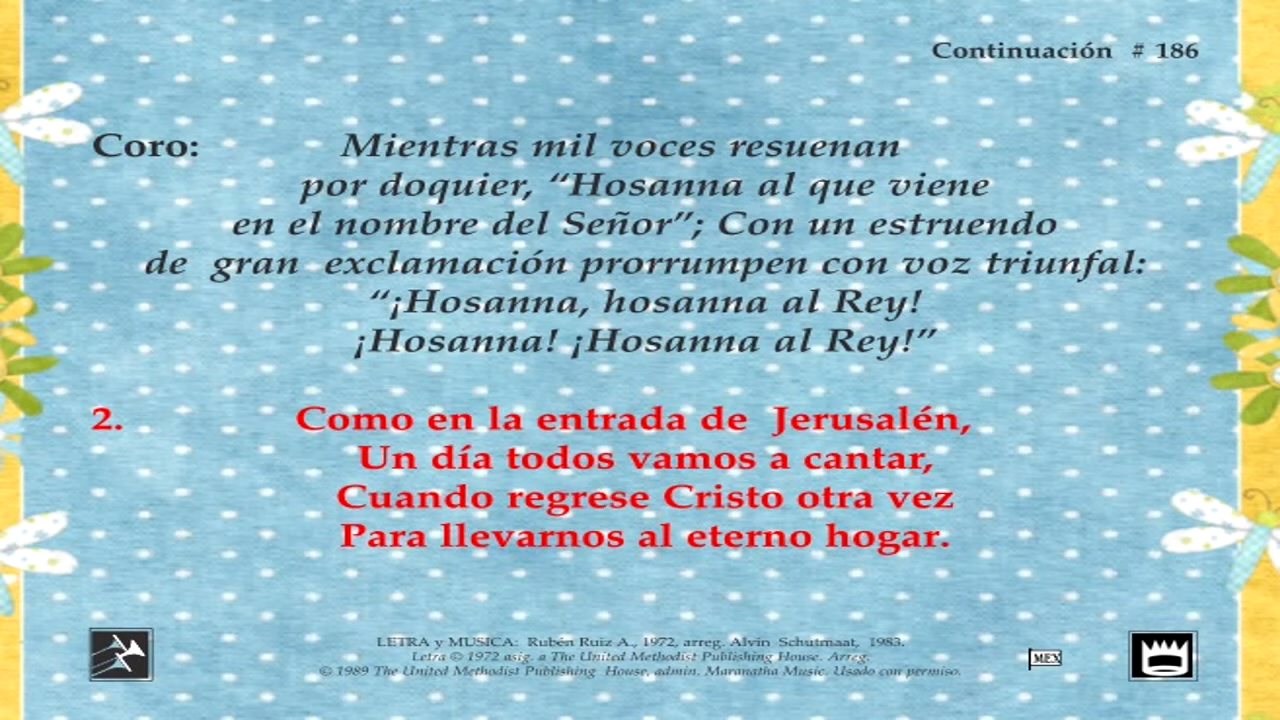 Continuación # 186
Coro: Mientras mil voces resuenan
por doquier, “Hosanna al que viene
en el nombre del Señor”; Con un estruendo
de gran exclamación prorrumpen con voz triunfal:
“¡Hosanna, hosanna al Rey!
¡Hosanna! ¡Hosanna al Rey!”
2. Como en la entrada de Jerusalén,
Un día todos vamos a cantar,
Cuando regrese Cristo otra vez
Para llevarnos al eterno hogar.
LETRA y MUSICA: Rubén Ruiz A., 1972, arreg. Alvin Schutmaat, 1983.
Letra © 1972 asig. a The United Methodist Publishing House. Arreg.
© 1989 The United Methodist Publishing House, admin. Maranatha Music. Usado con permiso.
MEX